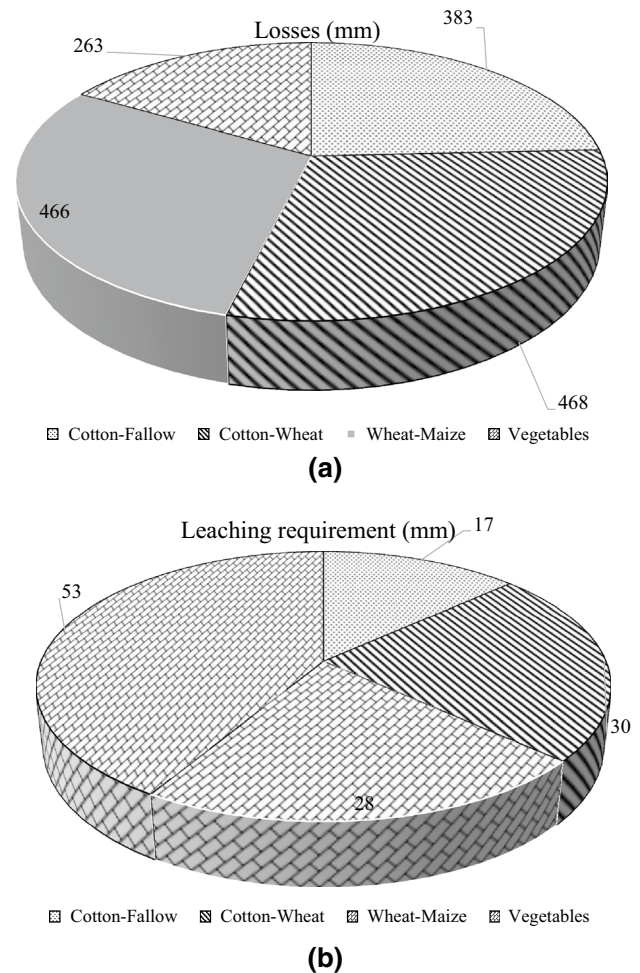 Losses (mm)
383
263
466
468
Cotton-Fallow Cotton-Wheat Wheat-Maize Vegetables
(a)
Leaching requirement (mm)
17
53
30
28
Cotton-Fallow Cotton-Wheat Wheat-Maize Vegetables
(b)